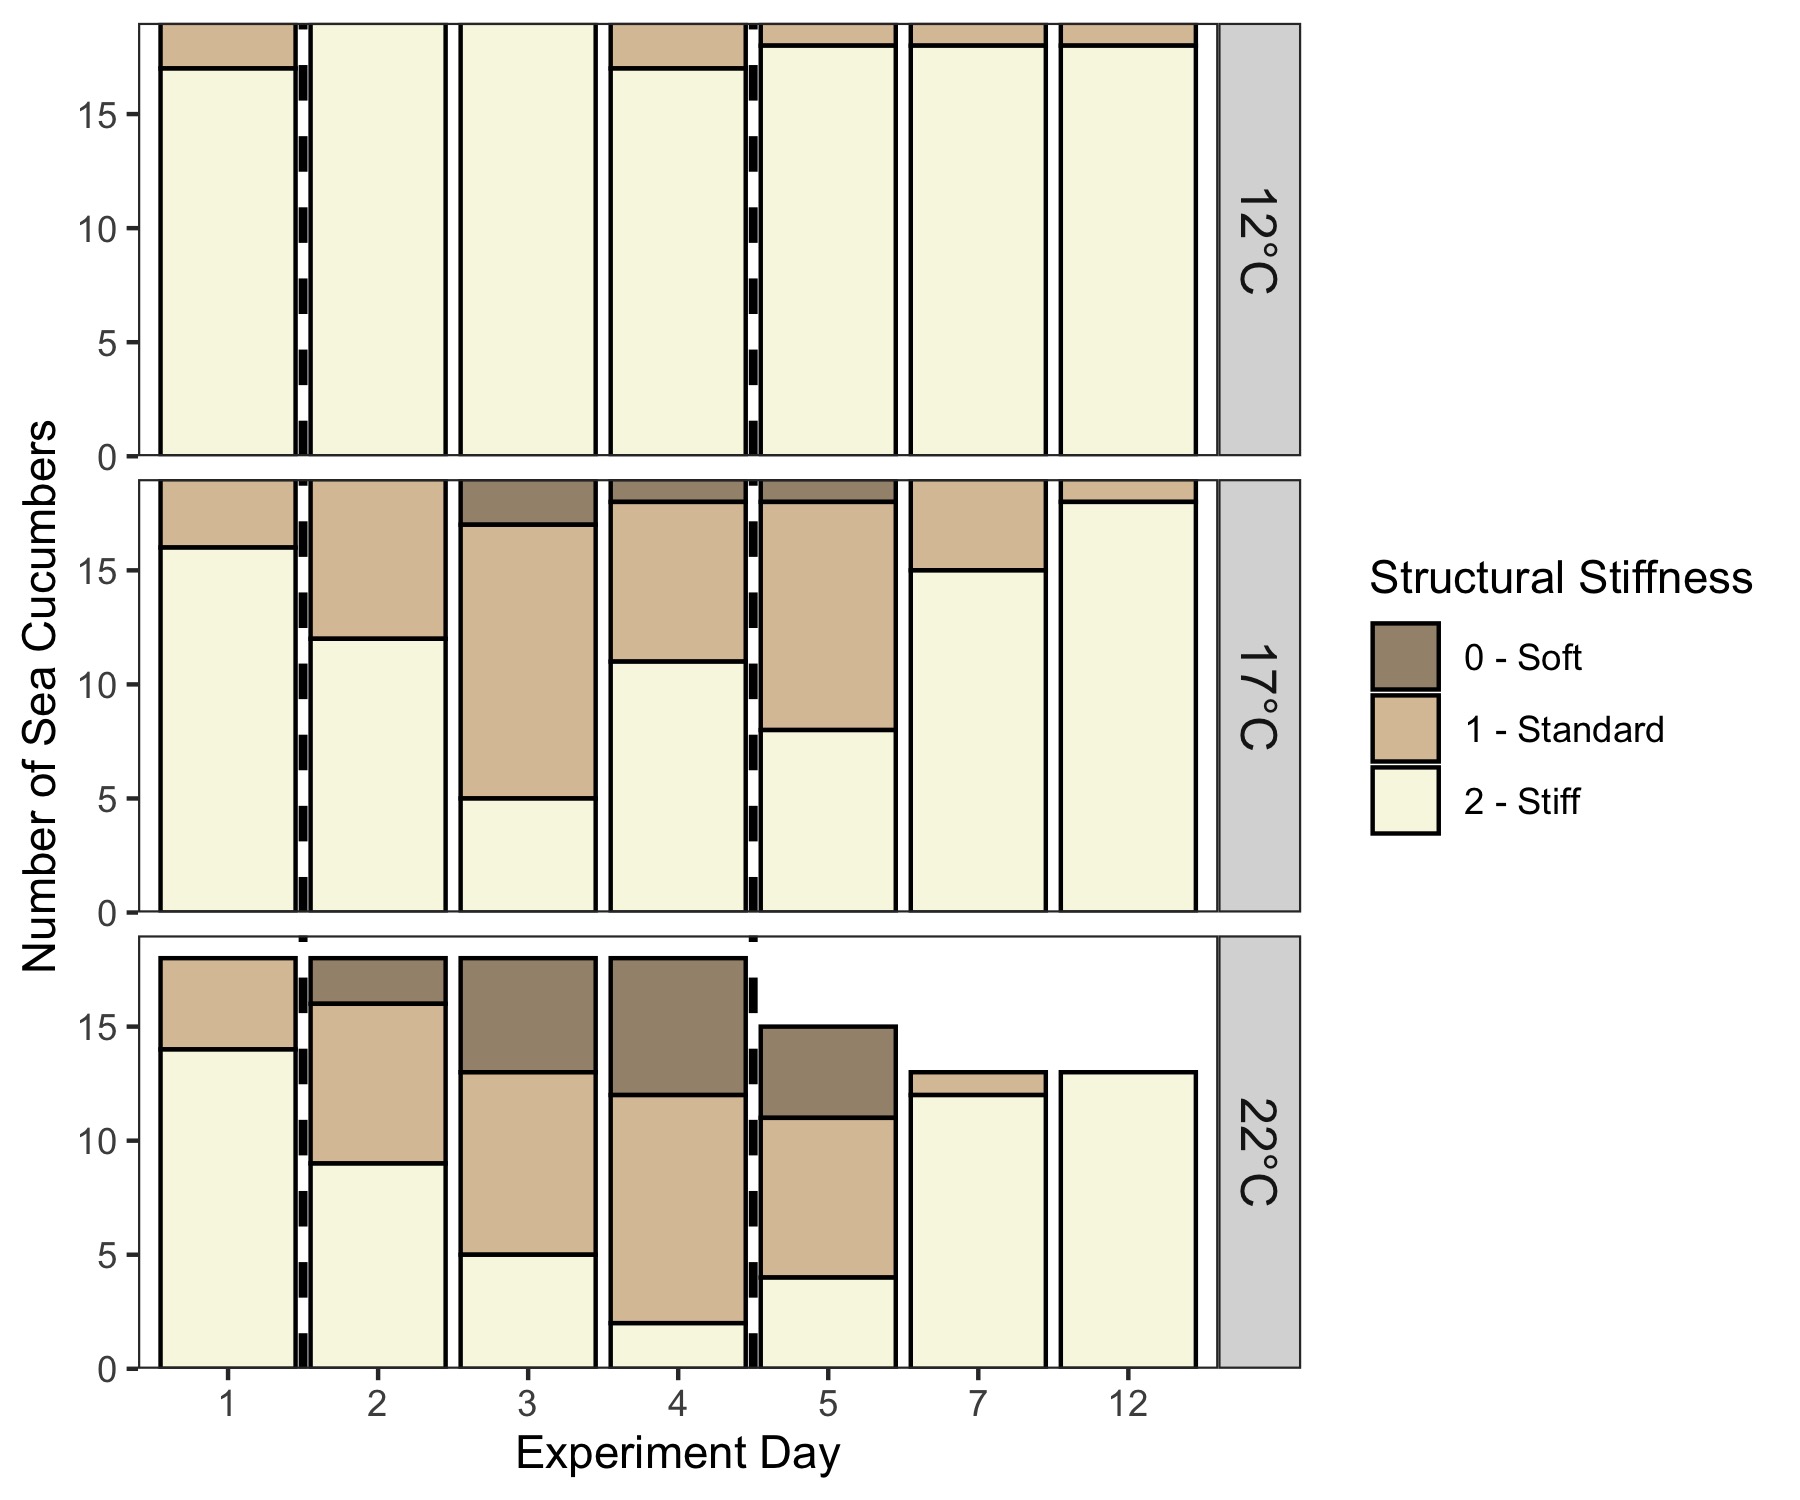 Number of Sea Cucumbers
15
10
5
0
12°C
15
10
5
0
17°C
15
10
5
0
22°C
1 2 3 4 5 7 12
Experiment Day
Structural Stiffness
0 - Soft
1 - Standard
2 - Stiff